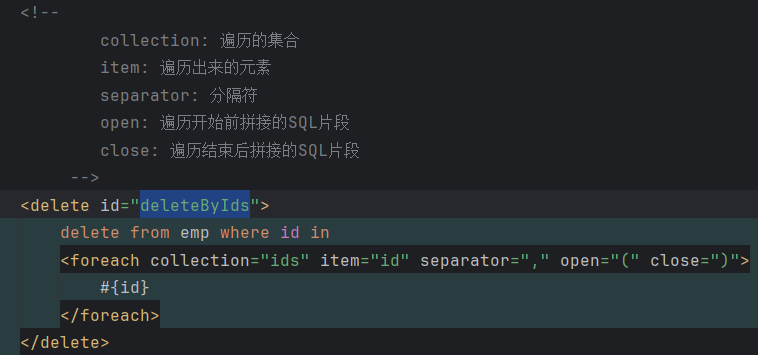 <!--
collection: 遍历的集合
item: 遍历出来的元素
separator: 分隔符
open: 遍历开始前拼接的SQL片段
close: 遍历结束后拼接的SQL片段
-->
<delete id="deleteByIds">
delete from emp where id in
<foreach collection="ids" item="id" separator="," open="(" close=")">
#{id}
</foreach>
</delete>